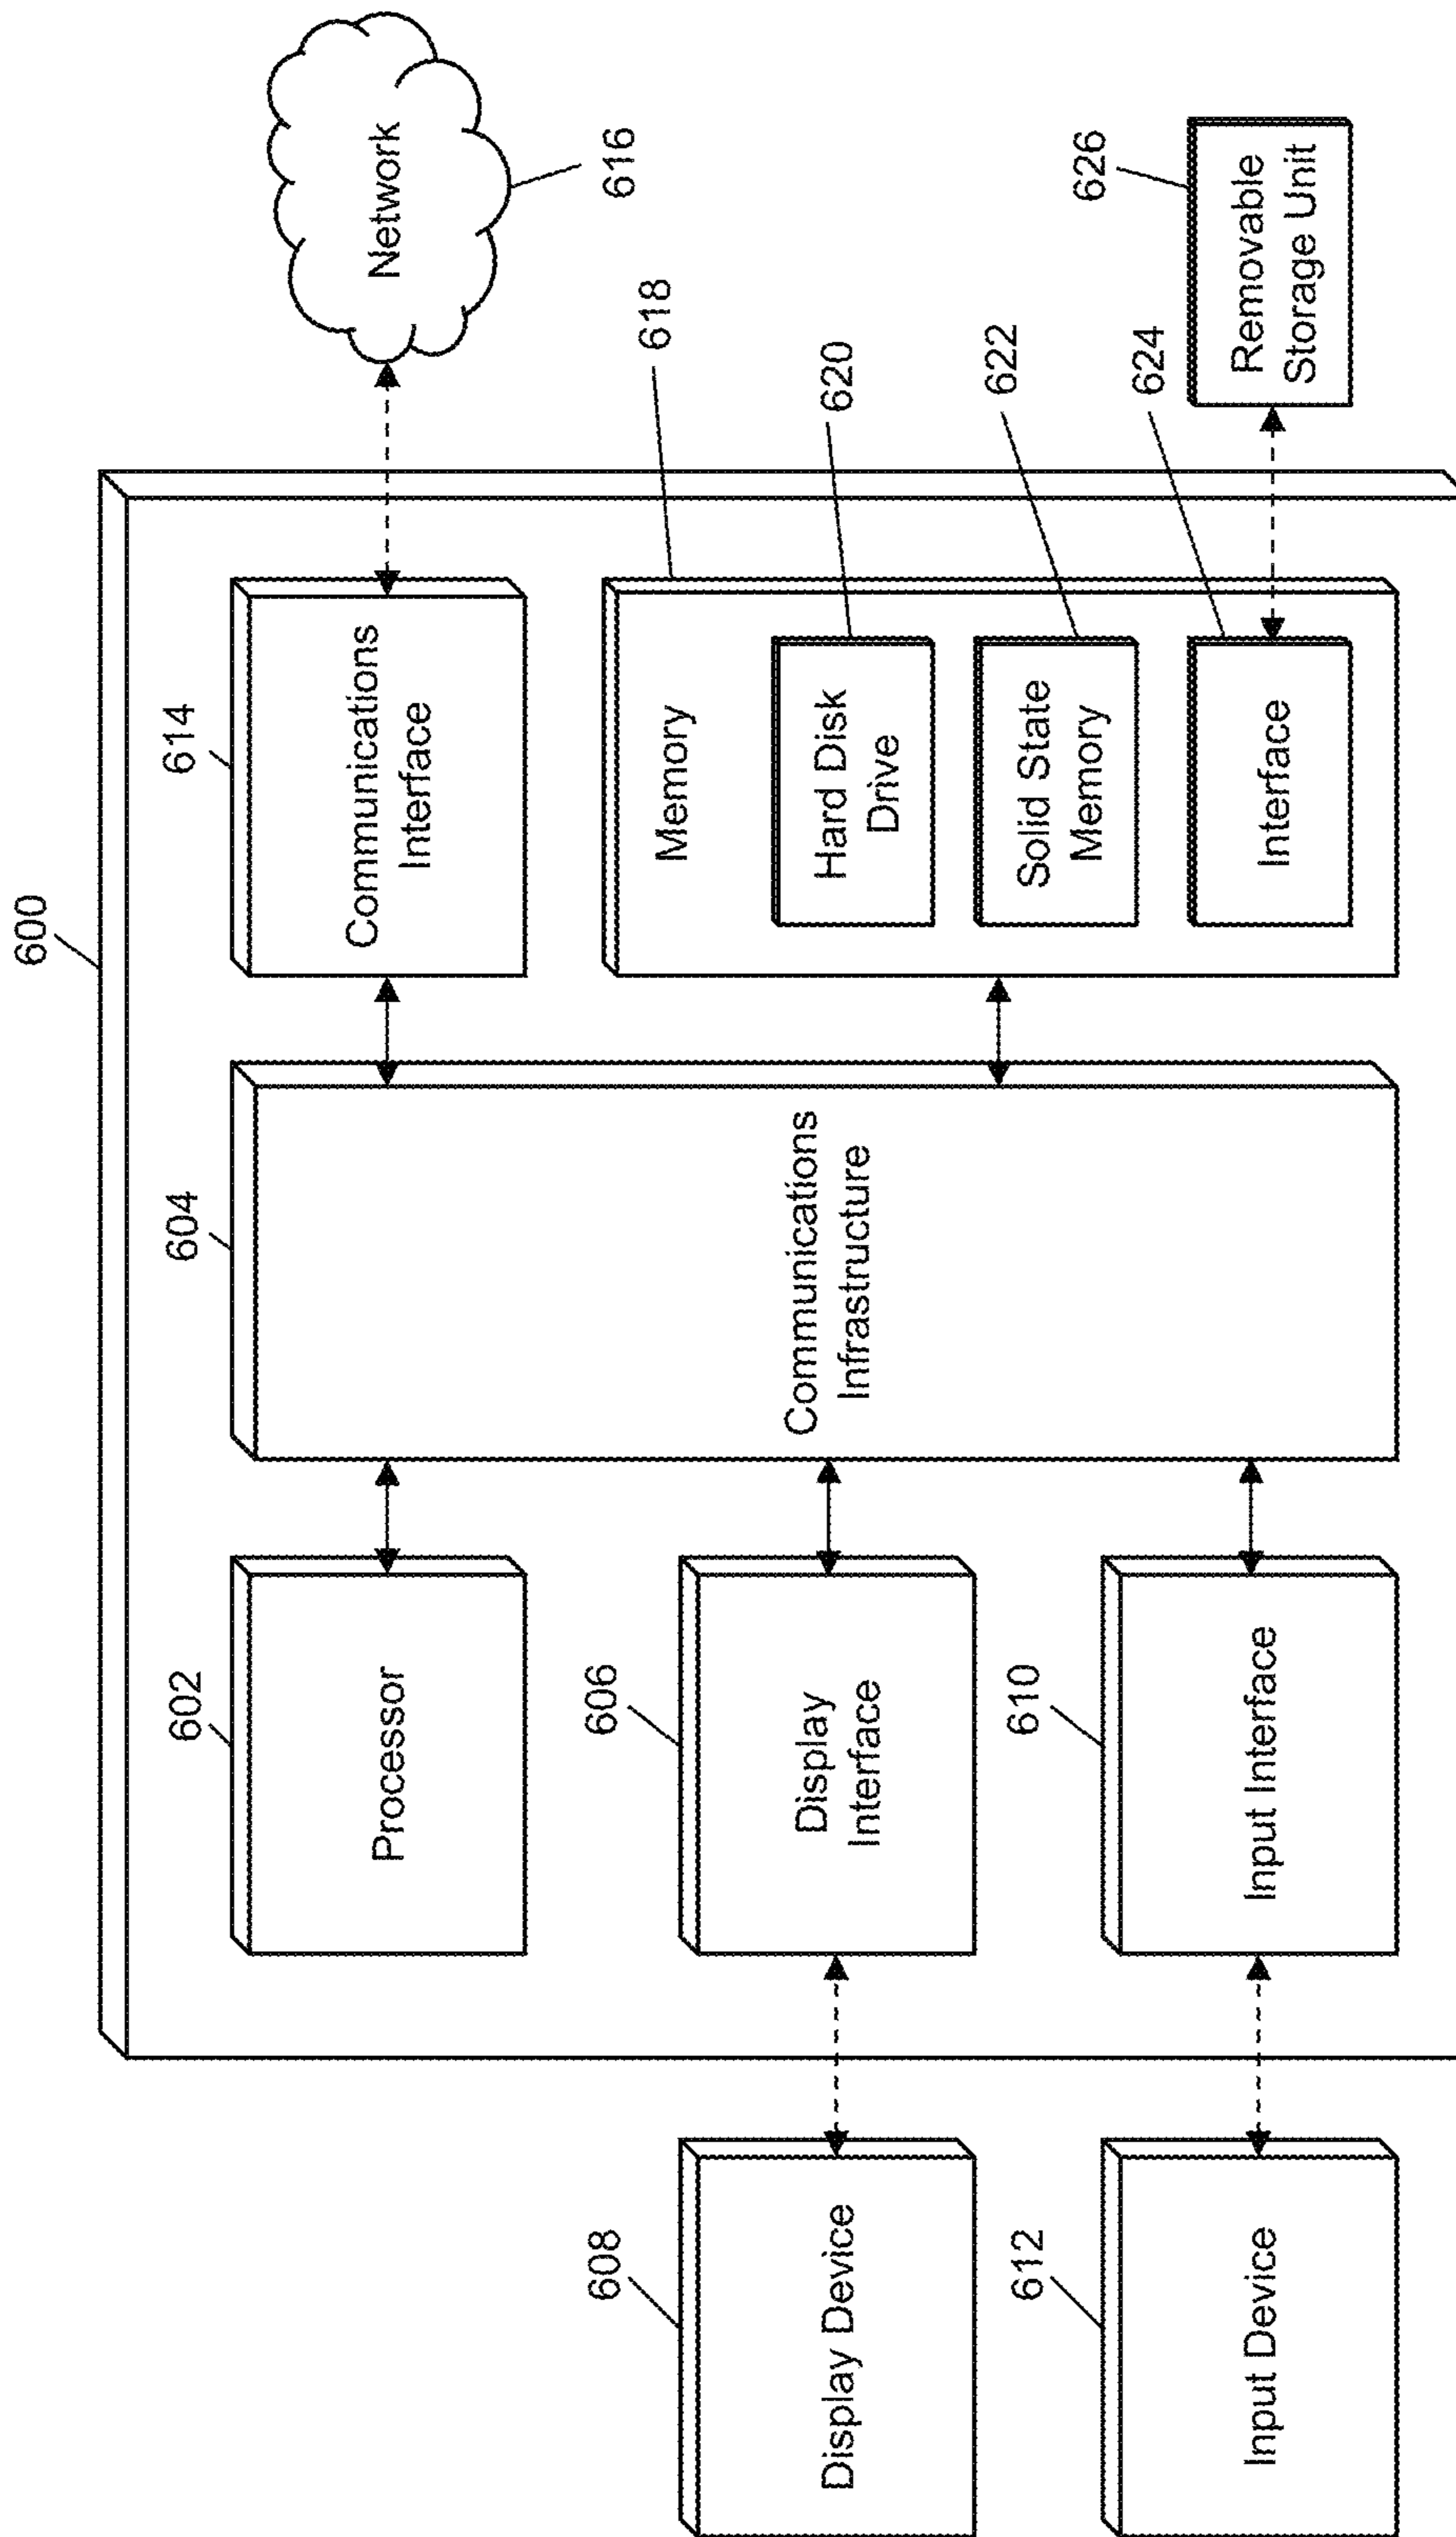 600
602
Processor
604
Communications
Infrastructure
614
Communications
Interface
Network
616
608
Display Device
606
Display
Interface
618
Memory
620
Hard Disk
Drive
622
Solid State
Memory
612
Input Device
610
Input Interface
624
Interface
626
Removable
Storage Unit